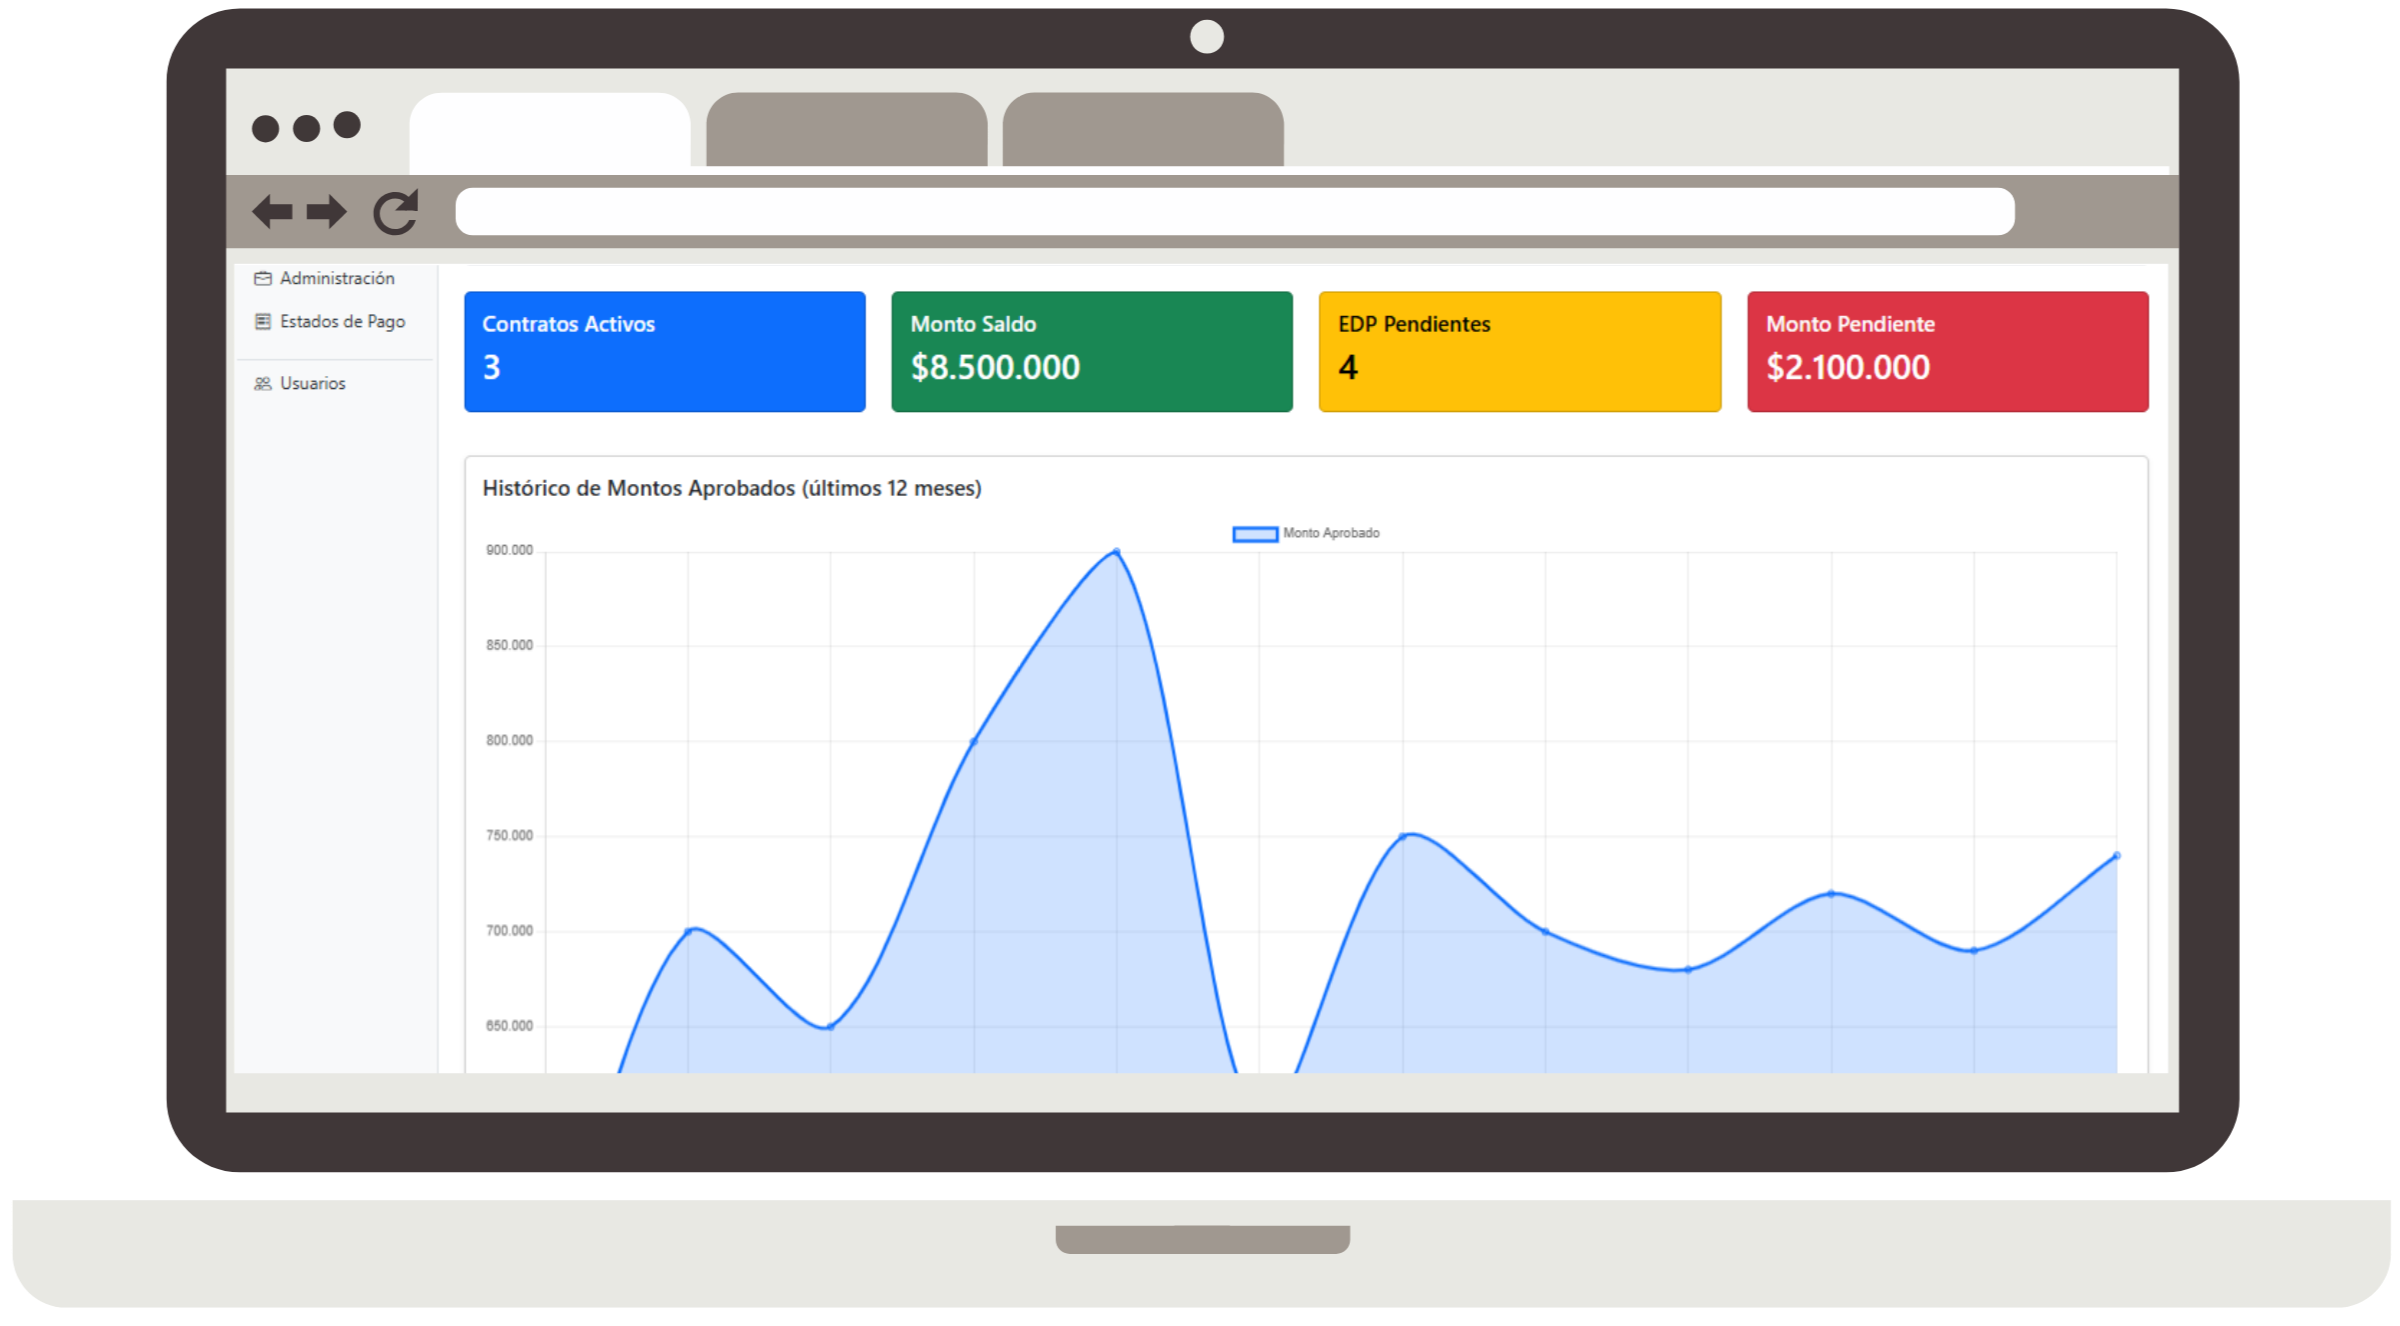 Administración
Estados de Pago
Usuarios
Contratos Activos
3
Monto Saldo
$8.500.000
EDP Pendientes
4
Monto Pendiente
$2.100.000
Histórico de Montos Aprobados (últimos 12 meses)
Monto Aprobado
900.000
850.000
800.000
750.000
700.000
650.000